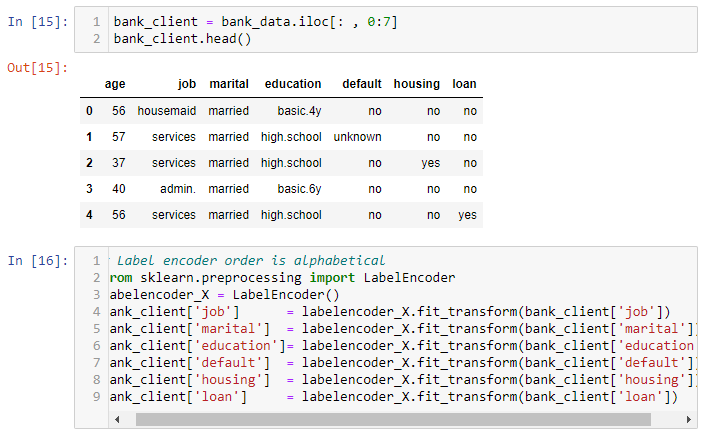 In [15]:
1 bank_client = bank_data.iloc[: , 0:7]
2 bank_client.head()
Out[15]:
age job marital education default housing loan
0 56 housemaid married basic.4y no no no
1 57 services married high.school unknown no no
2 37 services married high.school no yes no
3 40 admin. married basic.6y no no no
4 56 services married high.school no no yes
In [16]:
1 Label encoder order is alphabetical
2 rom sklearn.preprocessing import LabelEncoder
3 abelencoder_X = LabelEncoder()
4 ank_client['job'] = labelencoder_X.fit_transform(bank_client['job'])
5 ank_client['marital'] = labelencoder_X.fit_transform(bank_client['marital'])
6 ank_client['education']= labelencoder_X.fit_transform(bank_client['education
7 ank_client['default'] = labelencoder_X.fit_transform(bank_client['default'])
8 ank_client['housing'] = labelencoder_X.fit_transform(bank_client['housing'])
9 ank_client['loan'] = labelencoder_X.fit_transform(bank_client['loan'])